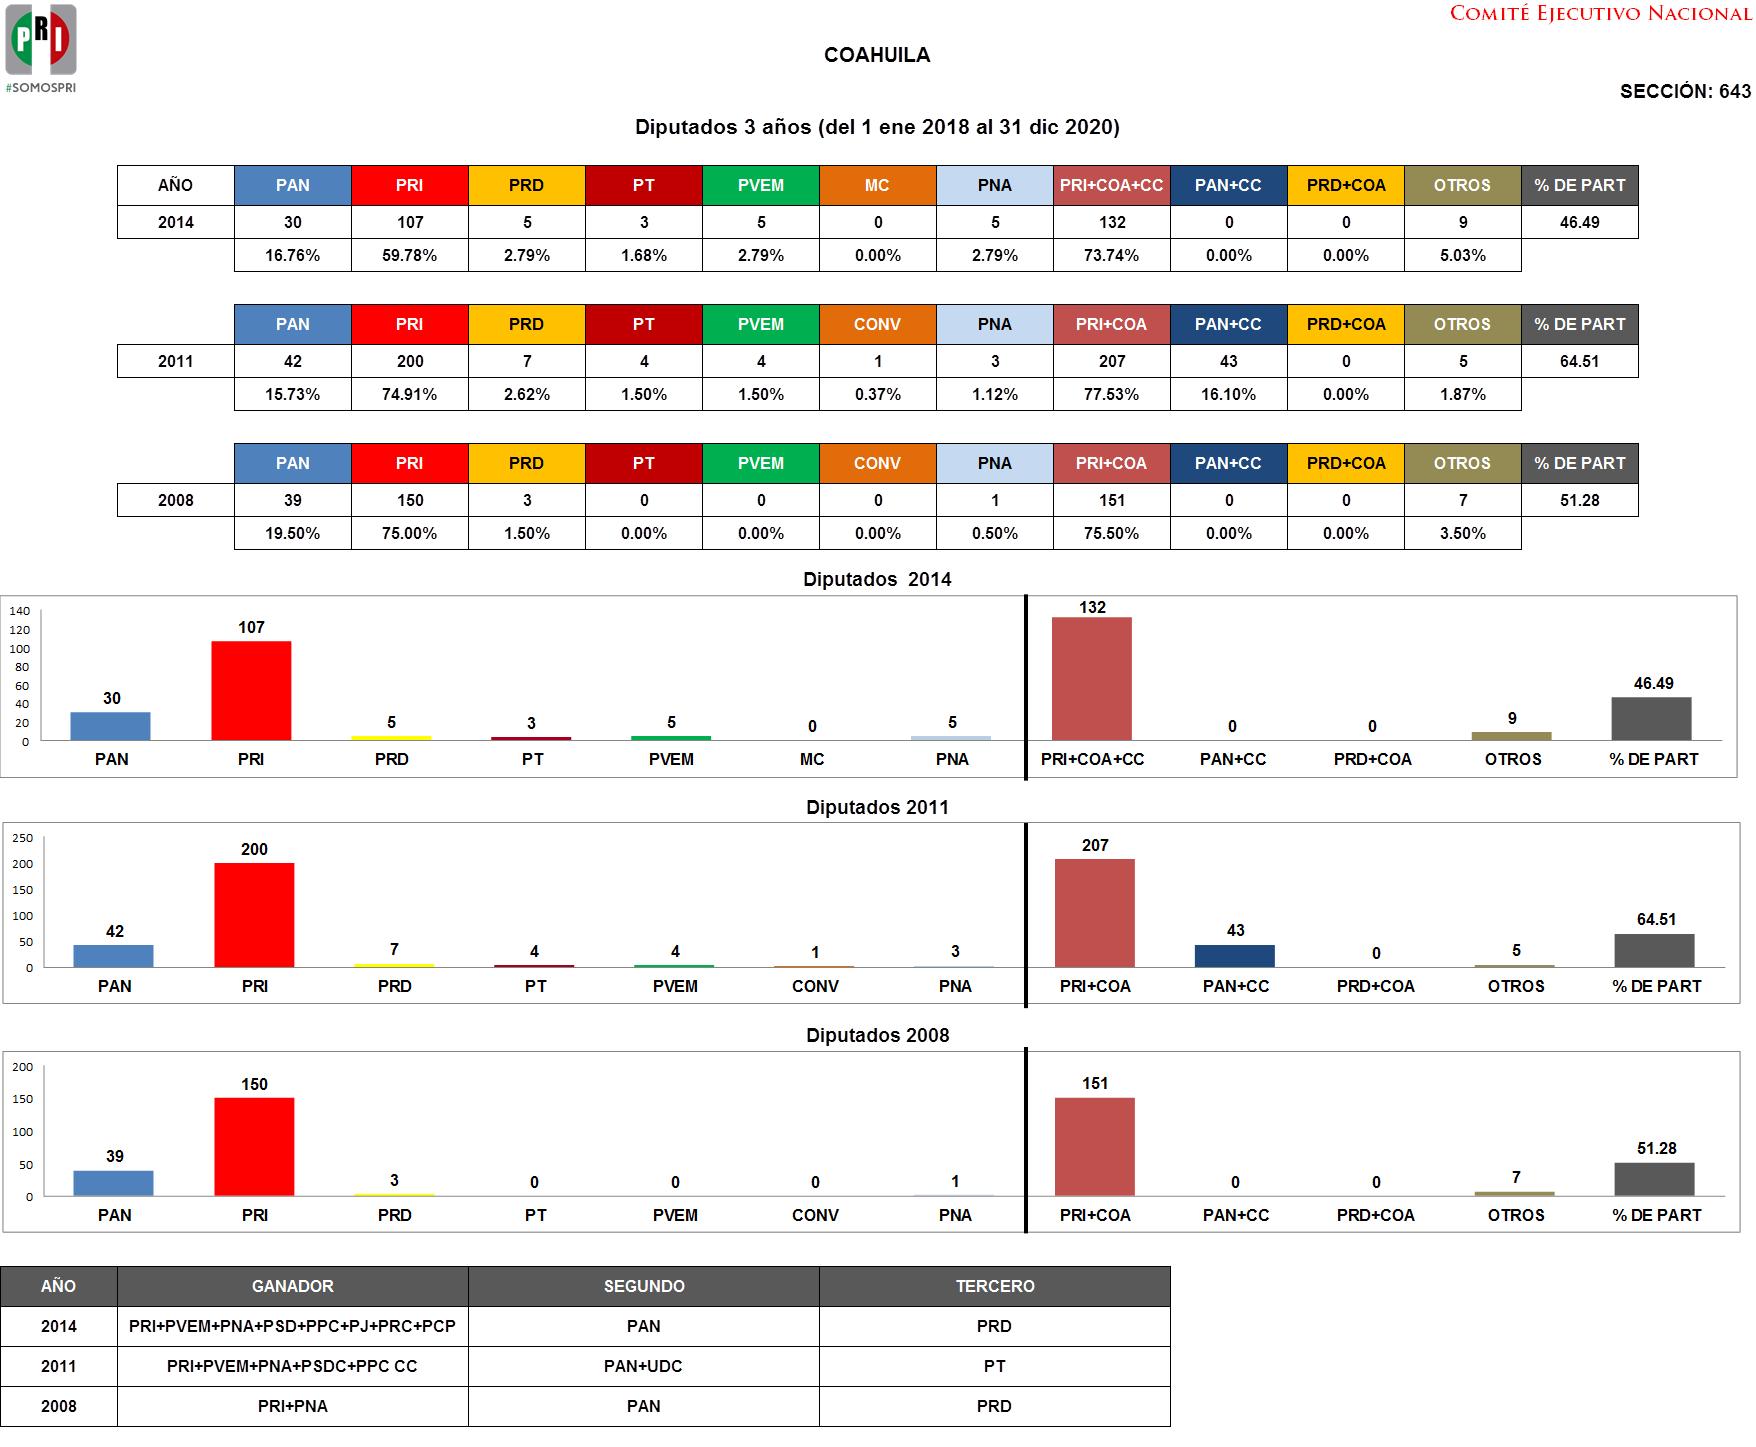 PRI
#SOMOSPRI
COMITÉ EJECUTIVO NACIONAL
COAHUILA
SECCIÓN: 643
Diputados 3 años (del 1 ene 2018 al 31 dic 2020)
AÑO PAN PRI PRD PT PVEM MC PNA PRI+COA+CC PAN+CC PRD+COA OTROS % DE PART
2014 30 107 5 3 5 0 5 132 0 0 9 46.49
16.76% 59.78% 2.79% 1.68% 2.79% 0.00% 2.79% 73.74% 0.00% 0.00% 5.03%
PAN PRI PRD PT PVEM CONV PNA PRI+COA PAN+CC PRD+COA OTROS % DE PART
2011 42 200 7 4 4 1 3 207 43 0 5 64.51
15.73% 74.91% 2.62% 1.50% 1.50% 0.37% 1.12% 77.53% 16.10% 0.00% 1.87%
PAN PRI PRD PT PVEM CONV PNA PRI+COA PAN+CC PRD+COA OTROS % DE PART
2008 39 150 3 0 0 0 1 151 0 0 7 51.28
19.50% 75.00% 1.50% 0.00% 0.00% 0.00% 0.50% 75.50% 0.00% 0.00% 3.50%
Diputados 2014
140
120
100
80
60
40
20
0
30 107 5 3 5 0 5 132 0 0 9 46.49
PAN PRI PRD PT PVEM MC PNA PRI+COA+CC PAN+CC PRD+COA OTROS % DE PART
Diputados 2011
250
200
150
100
50
0
42 200 7 4 4 1 3 207 43 0 5 64.51
PAN PRI PRD PT PVEM CONV PNA PRI+COA PAN+CC PRD+COA OTROS % DE PART
Diputados 2008
200
150
100
50
0
39 150 3 0 0 0 1 151 0 0 7 51.28
PAN PRI PRD PT PVEM CONV PNA PRI+COA PAN+CC PRD+COA OTROS % DE PART
AÑO GANADOR SEGUNDO TERCERO
2014 PRI+PVEM+PNA+PSD+PPC+PJ+PRC+PCP PAN PRD
2011 PRI+PVEM+PNA+PSDC+PPC CC PAN+UDC PT
2008 PRI+PNA PAN PRD